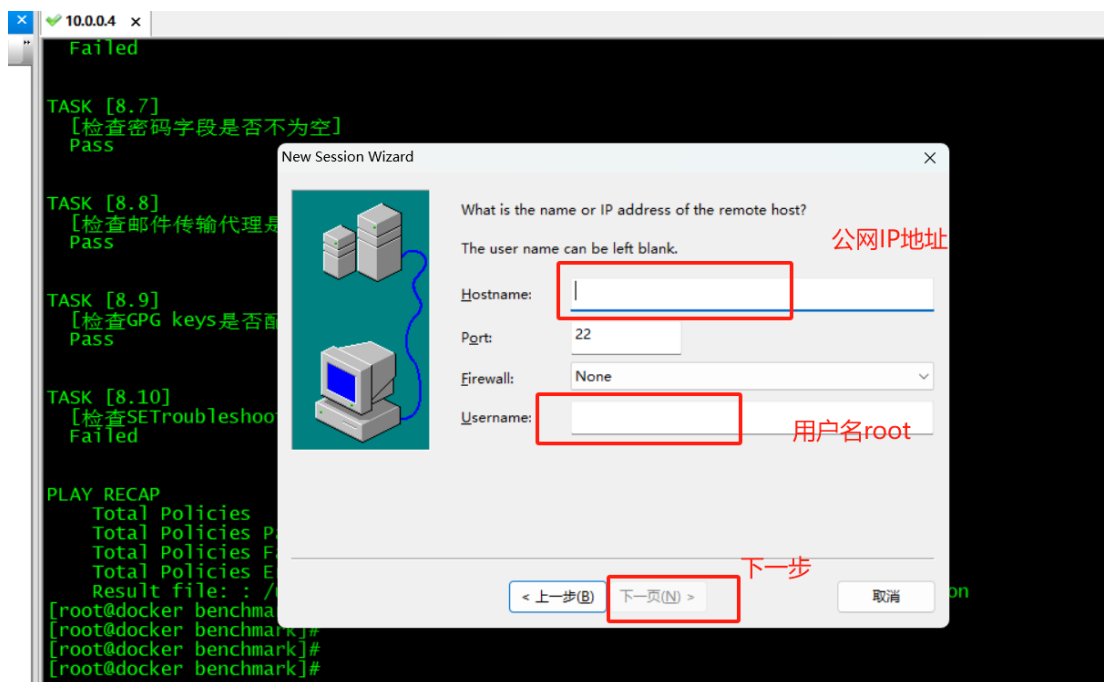 10.0.0.4
Failed
TASK [8.7]
[检查密码字段是否不为空]
Pass
New Session Wizard
TASK [8.8]
[检查邮件传输代理是
Pass
What is the name or IP address of the remote host?
The user name can be left blank.
公网IP地址
Hostname:
TASK [8.9]
[检查GPG keys是否配
Pass
Port:
22
Firewall:
None
TASK [8.10]
[检查SETroubleshoot
Failed
Username:
用户名root
PLAY RECAP
Total Policies
Total Policies P
Total Policies F
Total Policies E
Result file: : /
on
下一步
< 上一步(B)
下一页(N) >
取消
[root@docker benchmark]#
[root@docker benchmark]#
[root@docker benchmark]#
[root@docker benchmark]#